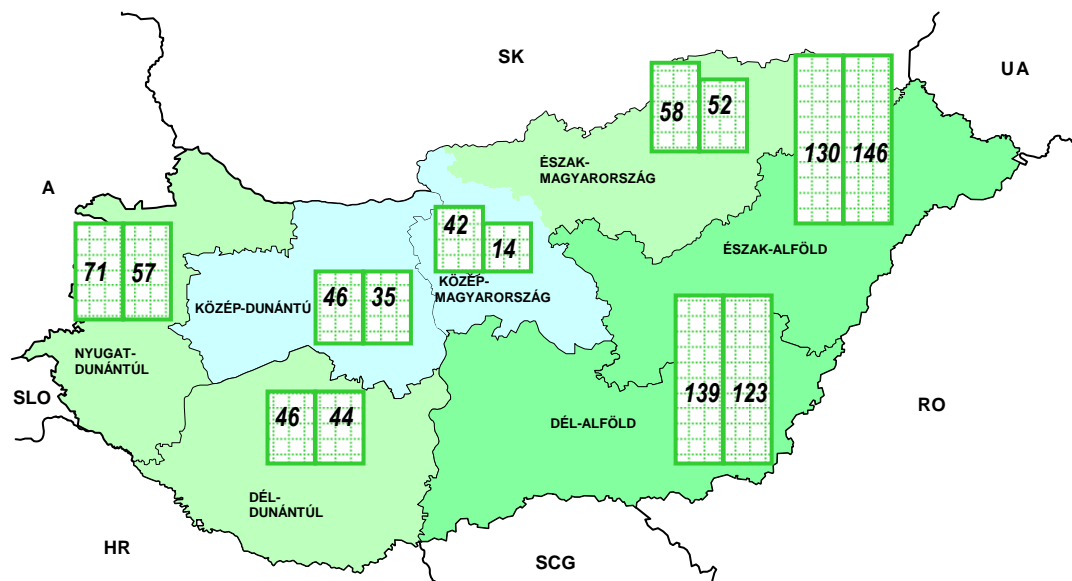 SK
UA
58
52
130
146
ÉSZAK-
MAGYARORSZÁG
A
42
14
ÉSZAK-ALFÖLD
71
57
KÖZÉP-
MAGYARORSZÁG
KÖZÉP-DUNÁNTÚ
46
35
NYUGAT-
DUNÁNTÚL
SLO
139
123
RO
46
44
DÉL-ALFÖLD
DÉL-
DUNÁNTÚL
HR
SCG